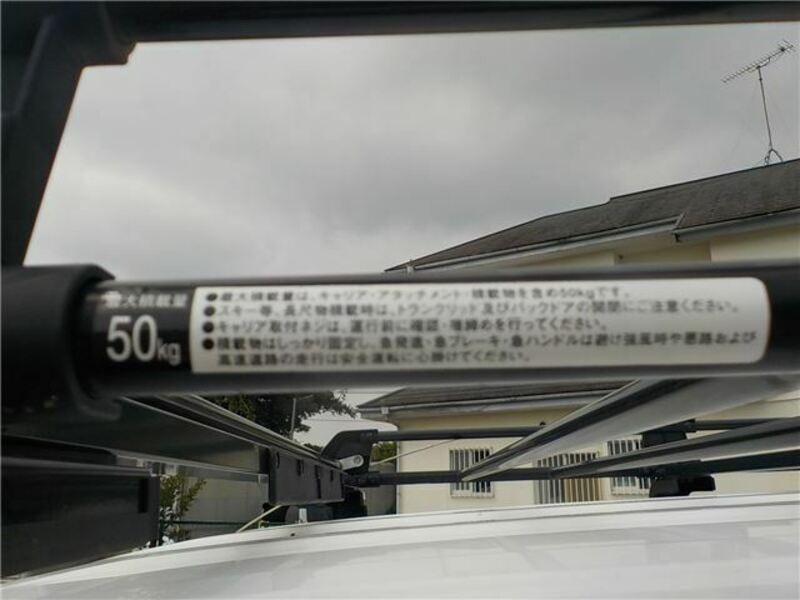 最大積載量
50kg
●最大積載量は、キャリア・アタッチメント・積載物を含め50kgです。
●スキー等、長尺物積載時は、トランクリッド及びバックドアの開閉にご注意ください。
●キャリア取付ネジは、運行前に確認・増締めを行ってください。
●積載物はしっかり固定し、急発進・急ブレーキ・急ハンドルは避け強風時や悪路および
高速道路の走行は安全運転に心掛けてください。